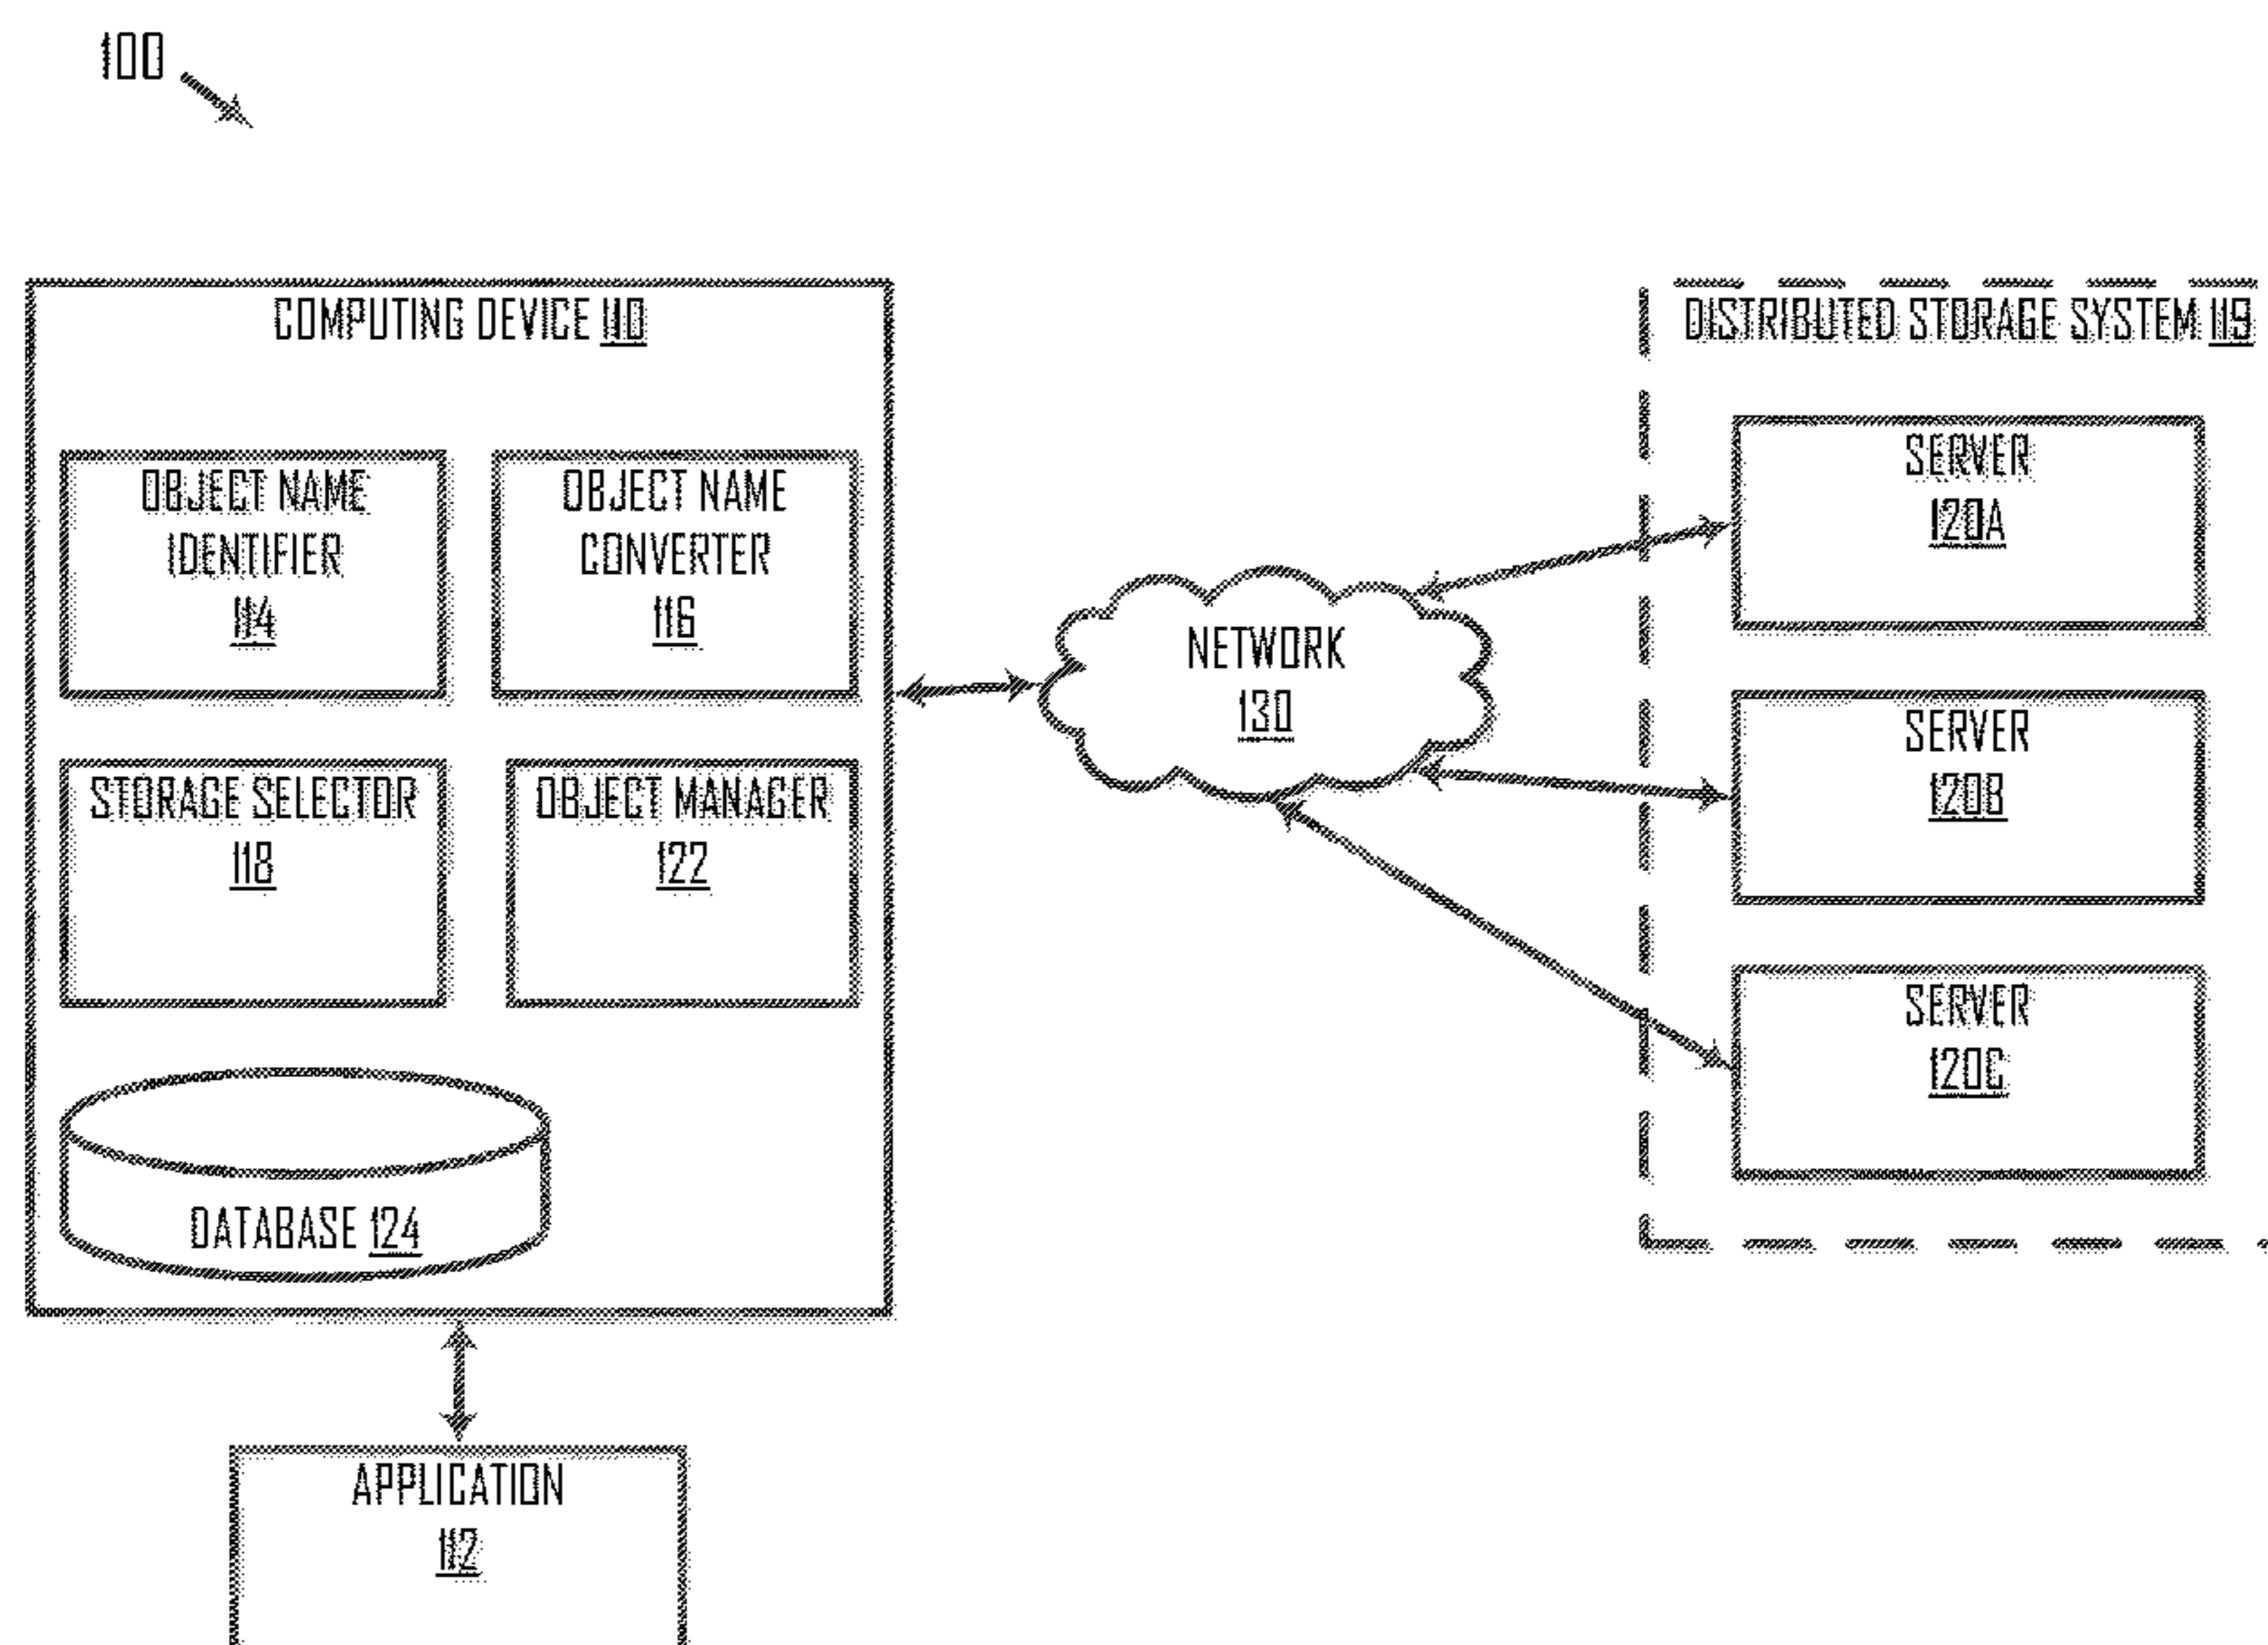 100
COMPUTING DEVICE 110
OBJECT NAME
IDENTIFIER
114
OBJECT NAME
CONVERTER
116
STORAGE SELECTOR
118
OBJECT MANAGER
122
DATABASE 124
APPLICATION
112
NETWORK
130
DISTRIBUTED STORAGE SYSTEM 119
SERVER
120A
SERVER
120B
SERVER
120C